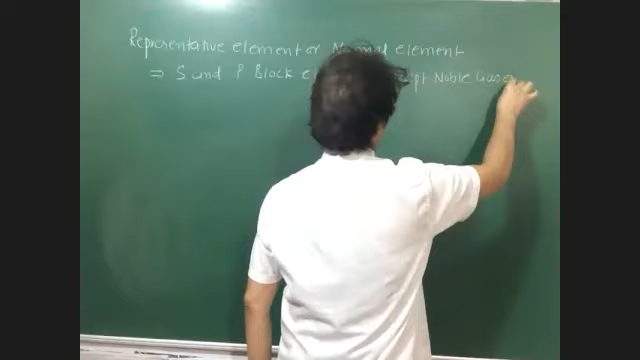 Representative element or Normal element
⇒ S and P Block Noble Gases